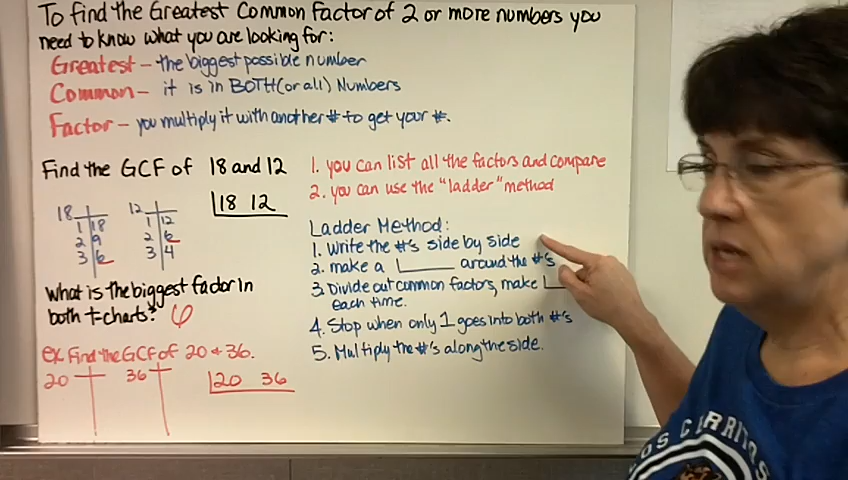 To find the Greatest Common Factor of 2 or more numbers you
need to know what you are looking for:
Greatest - the biggest possible number
Common - it is in BOTH (or all) Numbers
Factor - you multiply it with another # to get your #.
Find the GCF of 18 and 12
18 12
18
1 18
2 9
3 6
12
1 12
2 6
3 4
What is the biggest factor in
both t-charts? 6
ex. Find the GCF of 20 & 36.
20
36
20 36
1. you can list all the factors and compare
2. you can use the "ladder" method
Ladder Method:
1. Write the #'s side by side
2. make a around the #'s
3. Divide out common factors, make
each time.
4. Stop when only 1 goes into both #'s
5. Multiply the #'s along the side.
OS CERRITOS